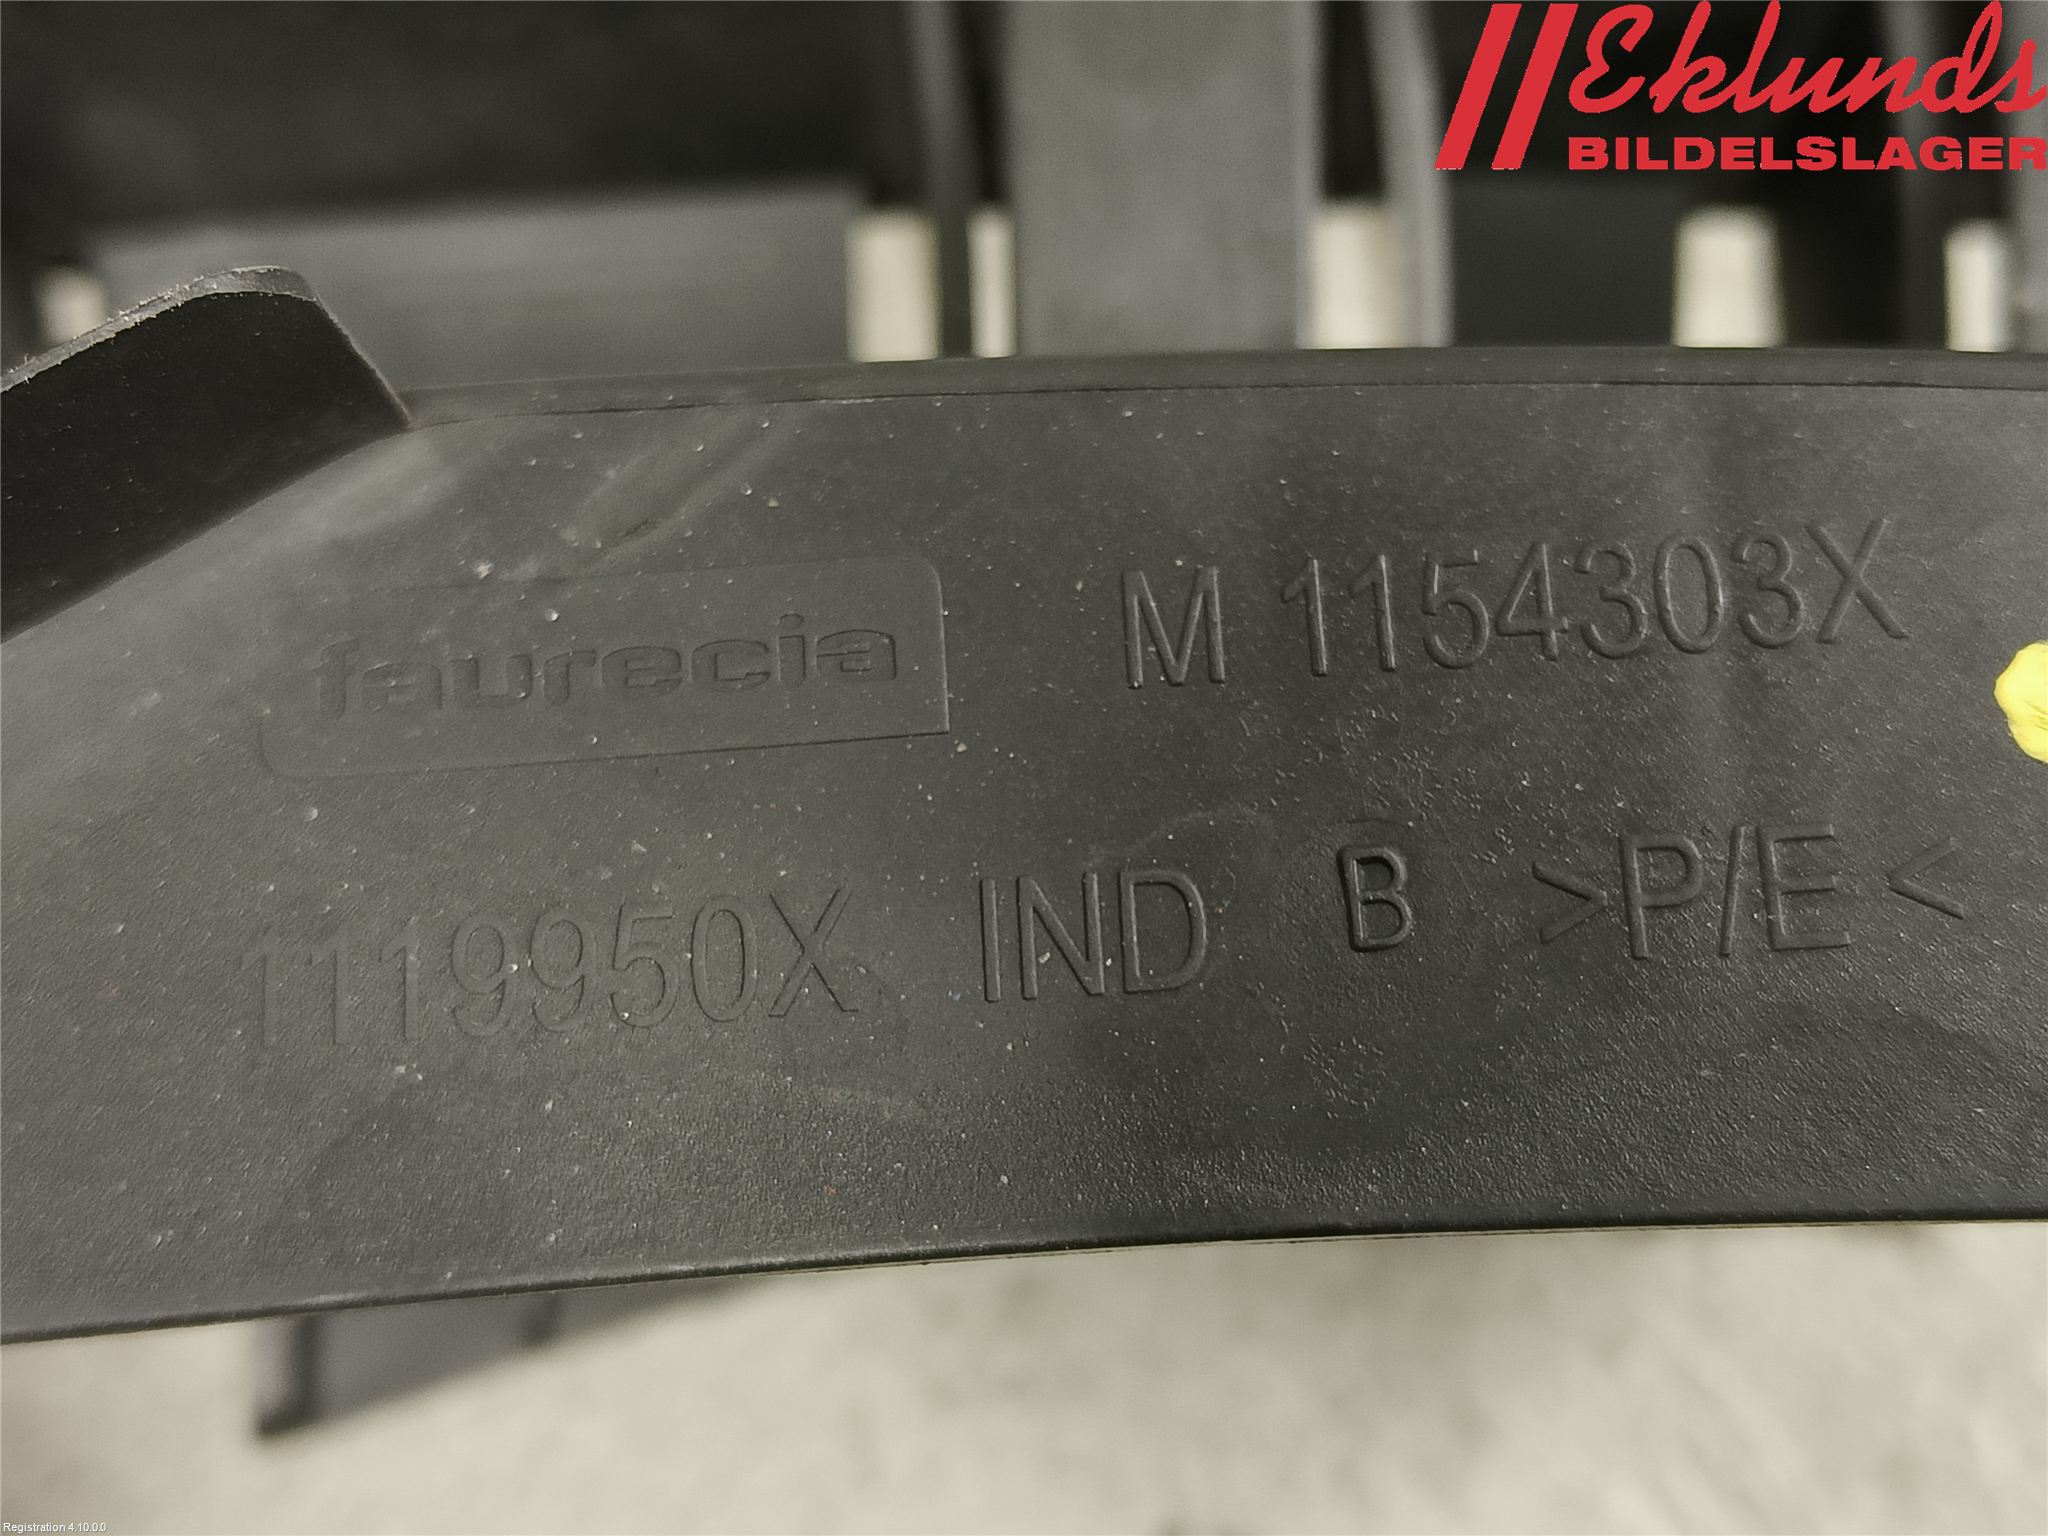 Eklunds
BILDELSLAGER
faurecia
M 1154303X
1119950X IND B >P/E<
Registration 4.10.0.0